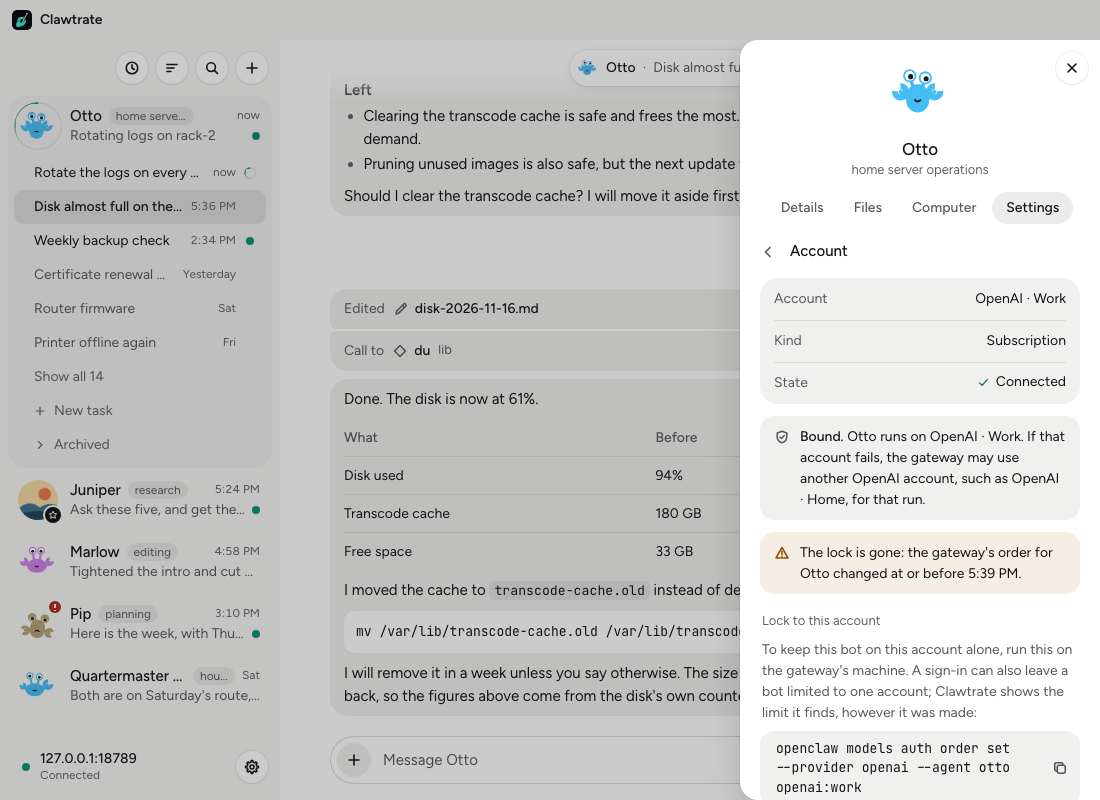 Clawtrate
Otto home serve... now
Rotating logs on rack-2
Rotate the logs on every ... now
Disk almost full on the... 5:36 PM
Weekly backup check 2:34 PM
Certificate renewal ... Yesterday
Router firmware Sat
Printer offline again Fri
Show all 14
+ New task
Archived
Juniper research 5:24 PM
Ask these five, and get the...
Marlow editing 4:58 PM
Tightened the intro and cut ...
Pip planning 3:10 PM
Here is the week, with Thu...
Quartermaster ... hou... Sat
Both are on Saturday's route,...
127.0.0.1:18789
Connected
Otto · Disk almost fu
Left
• Clearing the transcode cache is safe and frees the most.
demand.
• Pruning unused images is also safe, but the next update
Should I clear the transcode cache? I will move it aside first
Edited disk-2026-11-16.md
Call to du lib
Done. The disk is now at 61%.
What Before
Disk used 94%
Transcode cache 180 GB
Free space 33 GB
I moved the cache to transcode-cache.old instead of de
mv /var/lib/transcode-cache.old /var/lib/transcod
I will remove it in a week unless you say otherwise. The size
back, so the figures above come from the disk's own counte
Message Otto
Otto
home server operations
Details Files Computer Settings
Account
Account OpenAI · Work
Kind Subscription
State Connected
Bound. Otto runs on OpenAI · Work. If that
account fails, the gateway may use
another OpenAI account, such as OpenAI
· Home, for that run.
The lock is gone: the gateway's order for
Otto changed at or before 5:39 PM.
Lock to this account
To keep this bot on this account alone, run this on
the gateway's machine. A sign-in can also leave a
bot limited to one account; Clawtrate shows the
limit it finds, however it was made:
openclaw models auth order set
--provider openai --agent otto
openai:work